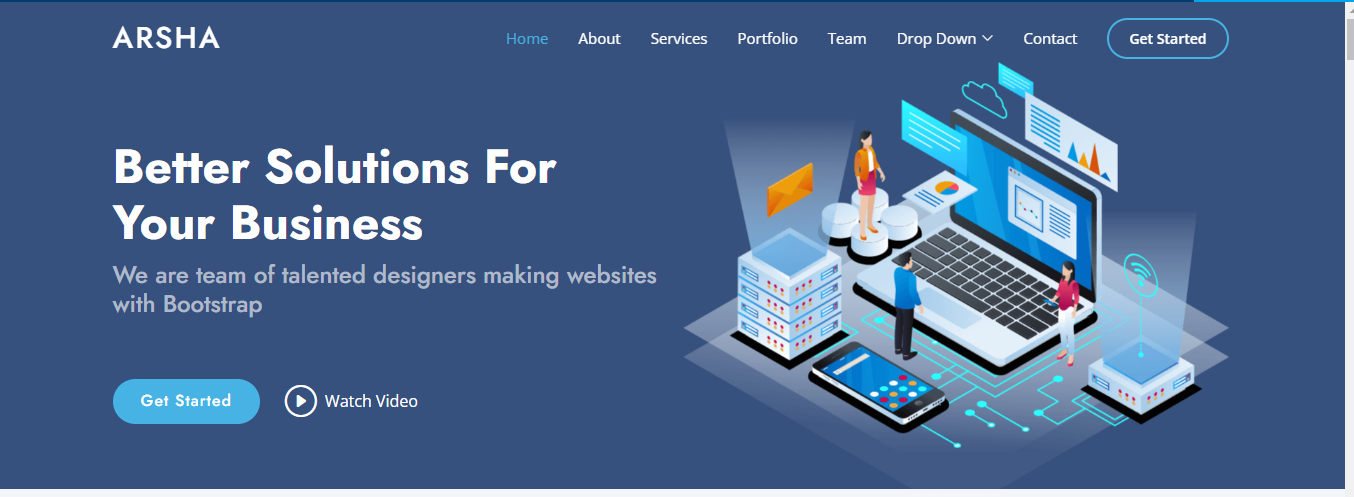 ARSHA
Home About Services Portfolio Team Drop Down Contact Get Started
Better Solutions For
Your Business
We are team of talented designers making websites
with Bootstrap
Get Started Watch Video